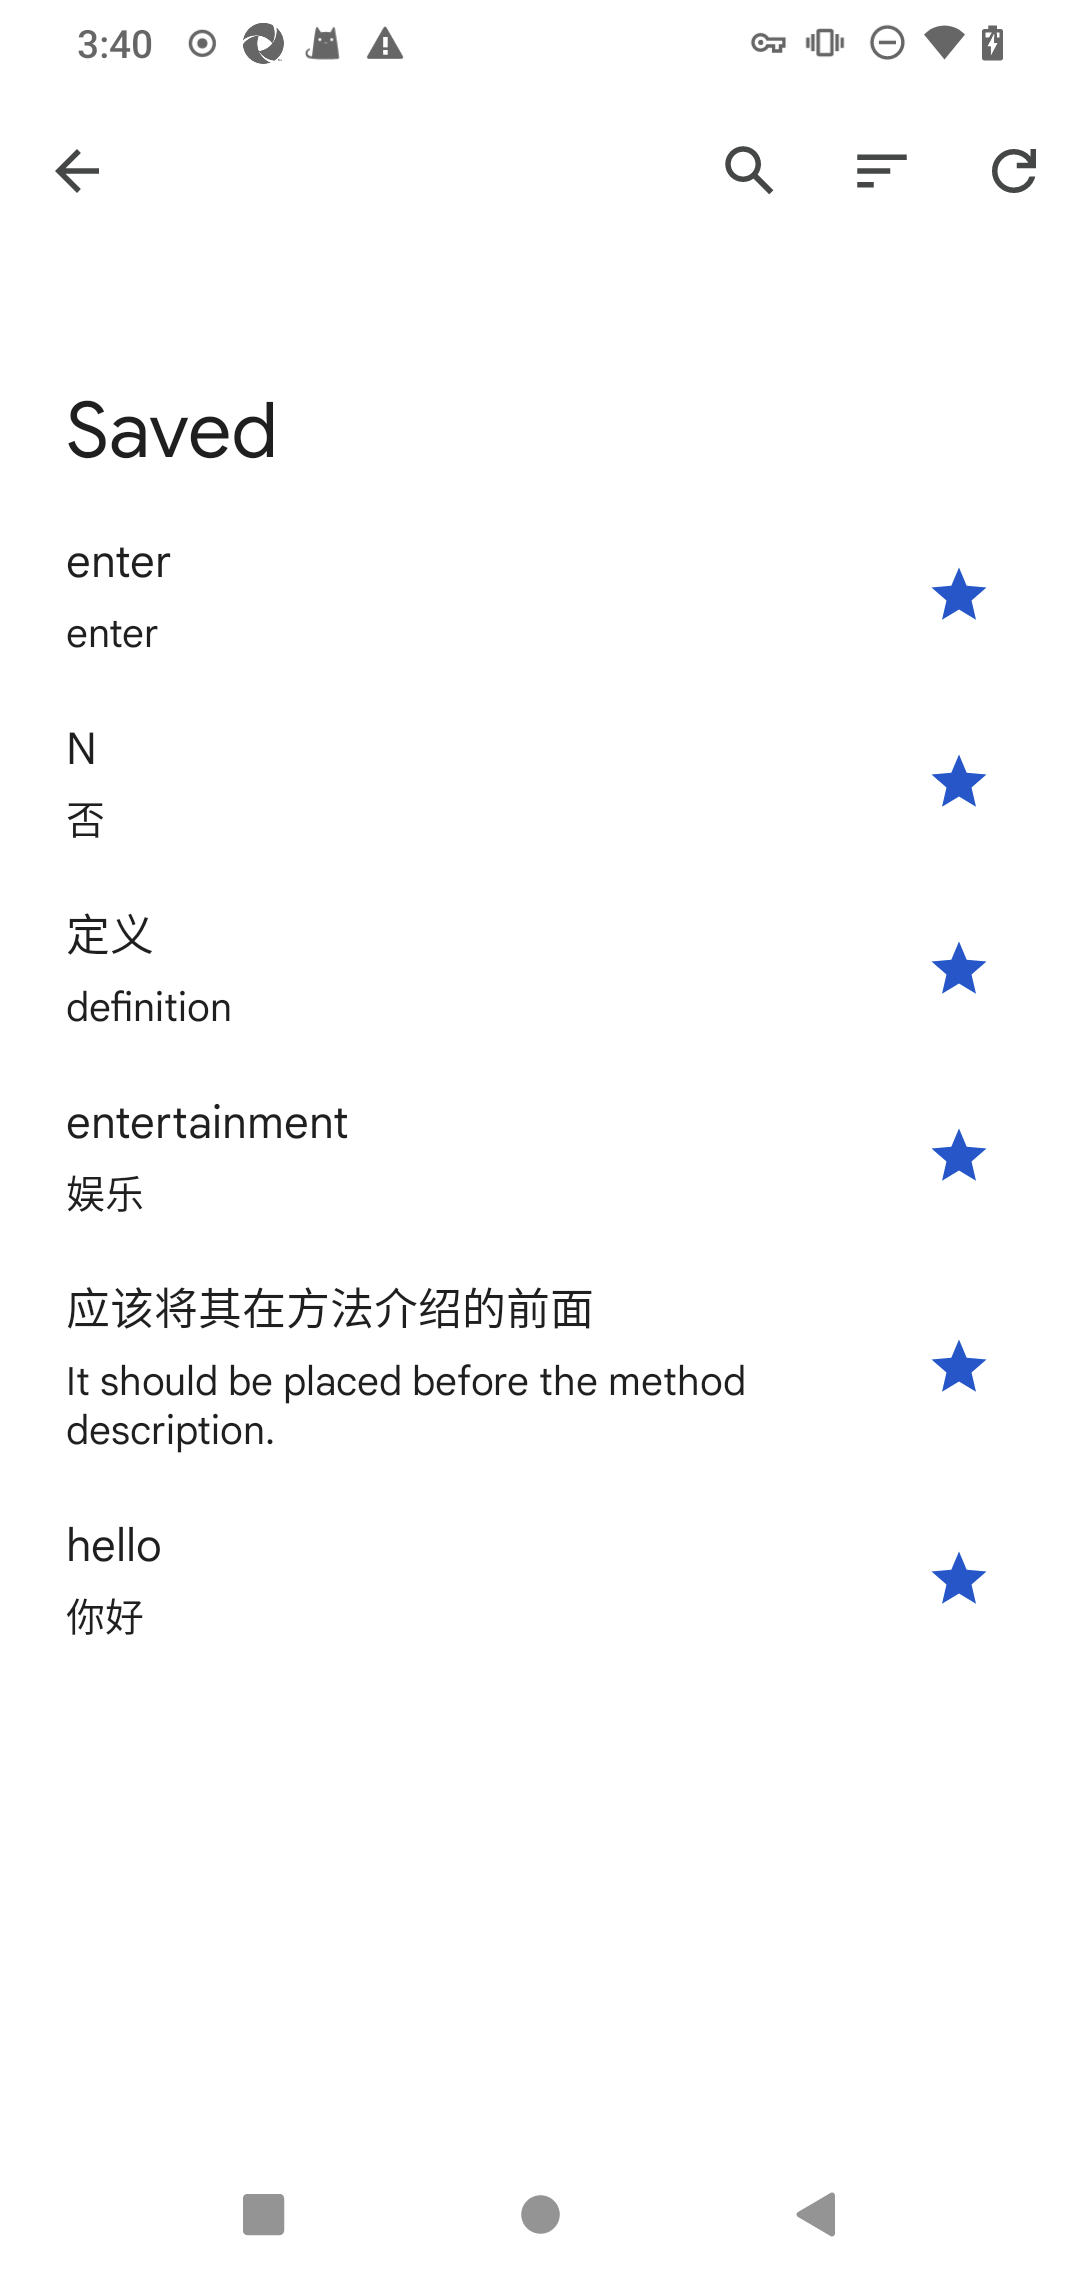 3:40
Saved
enter
enter
N
否
定义
definition
entertainment
娱乐
应该将其在方法介绍的前面
It should be placed before the method
description.
hello
你好